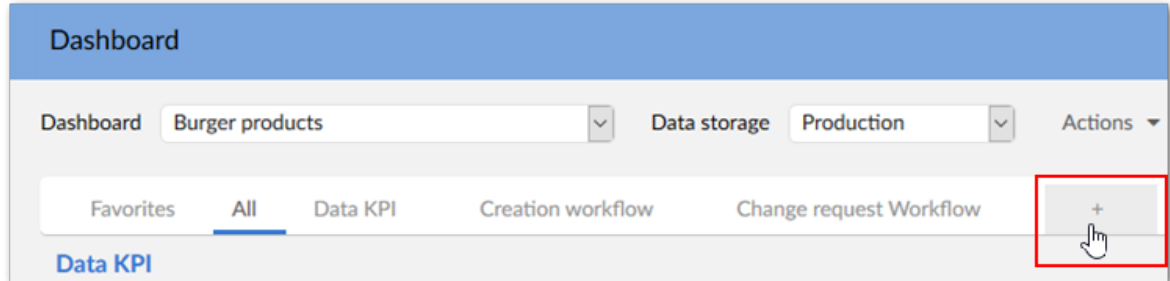 Dashboard
Dashboard Burger products Data storage Production Actions
Favorites All Data KPI Creation workflow Change request Workflow +
Data KPI